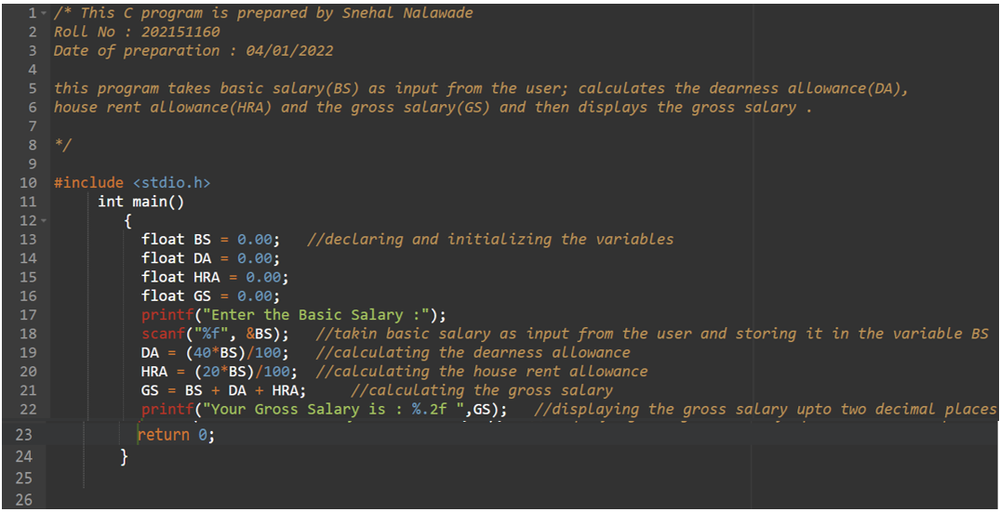 1 /* This C program is prepared by Snehal Nalawade
2 Roll No : 202151160
3 Date of preparation : 04/01/2022
4
5 this program takes basic salary(BS) as input from the user; calculates the dearness allowance(DA),
6 house rent allowance(HRA) and the gross salary(GS) and then displays the gross salary .
7
8 */
9
10 #include <stdio.h>
11 int main()
12 {
13 float BS = 0.00; //declaring and initializing the variables
14 float DA = 0.00;
15 float HRA = 0.00;
16 float GS = 0.00;
17 printf("Enter the Basic Salary :");
18 scanf("%f", &BS); //takin basic salary as input from the user and storing it in the variable BS
19 DA = (40*BS)/100; //calculating the dearness allowance
20 HRA = (20*BS)/100; //calculating the house rent allowance
21 GS = BS + DA + HRA; //calculating the gross salary
22 printf("Your Gross Salary is : %.2f ",GS); //displaying the gross salary upto two decimal places
23 return 0;
24 }
25
26